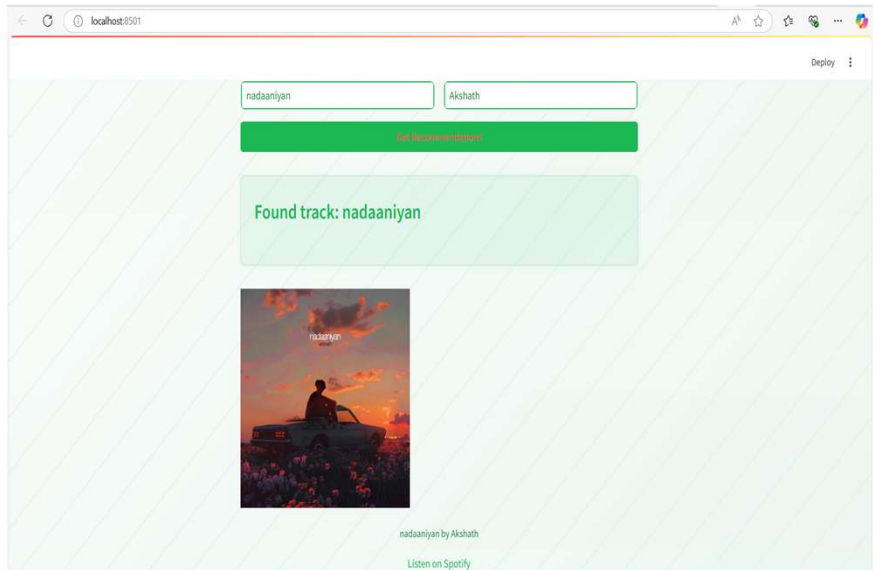 localhost:8501
Deploy
nadaaniyan Akshath
Get Recommendations
Found track: nadaaniyan
nadaaniyan
nadaaniyan by Akshath
Listen on Spotify